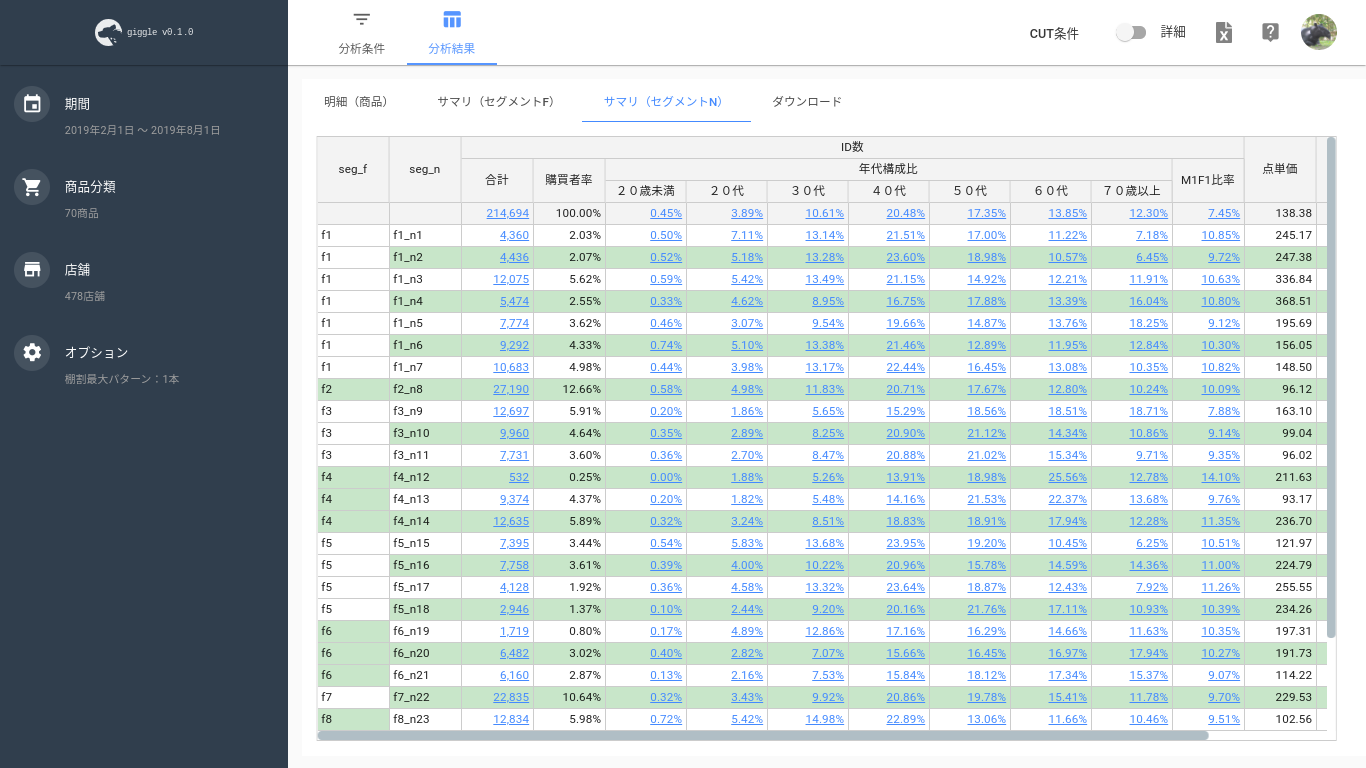 giggle v0.1.0
分析条件
分析結果
CUT条件
詳細
期間
2019年2月1日 〜 2019年8月1日
商品分類
70商品
店舗
478店舗
オプション
棚割最大パターン：1本
明細（商品） サマリ（セグメントF） サマリ（セグメントN） ダウンロード
ID数
年代構成比
seg_f seg_n 合計 購買者率 M1F1比率 点単価
２０歳未満 ２０代 ３０代 ４０代 ５０代 ６０代 ７０歳以上
214,694 100.00% 0.45% 3.89% 10.61% 20.48% 17.35% 13.85% 12.30% 7.45% 138.38
f1 f1_n1 4,360 2.03% 0.50% 7.11% 13.14% 21.51% 17.00% 11.22% 7.18% 10.85% 245.17
f1 f1_n2 4,436 2.07% 0.52% 5.18% 13.28% 23.60% 18.98% 10.57% 6.45% 9.72% 247.38
f1 f1_n3 12,075 5.62% 0.59% 5.42% 13.49% 21.15% 14.92% 12.21% 11.91% 10.63% 336.84
f1 f1_n4 5,474 2.55% 0.33% 4.62% 8.95% 16.75% 17.88% 13.39% 16.04% 10.80% 368.51
f1 f1_n5 7,774 3.62% 0.46% 3.07% 9.54% 19.66% 14.87% 13.76% 18.25% 9.12% 195.69
f1 f1_n6 9,292 4.33% 0.74% 5.10% 13.38% 21.46% 12.89% 11.95% 12.84% 10.30% 156.05
f1 f1_n7 10,683 4.98% 0.44% 3.98% 13.17% 22.44% 16.45% 13.08% 10.35% 10.82% 148.50
f2 f2_n8 27,190 12.66% 0.58% 4.98% 11.83% 20.71% 17.67% 12.80% 10.24% 10.09% 96.12
f3 f3_n9 12,697 5.91% 0.20% 1.86% 5.65% 15.29% 18.56% 18.51% 18.71% 7.88% 163.10
f3 f3_n10 9,960 4.64% 0.35% 2.89% 8.25% 20.90% 21.12% 14.34% 10.86% 9.14% 99.04
f3 f3_n11 7,731 3.60% 0.36% 2.70% 8.47% 20.88% 21.02% 15.34% 9.71% 9.35% 96.02
f4 f4_n12 532 0.25% 0.00% 1.88% 5.26% 13.91% 18.98% 25.56% 12.78% 14.10% 211.63
f4 f4_n13 9,374 4.37% 0.20% 1.82% 5.48% 14.16% 21.53% 22.37% 13.68% 9.76% 93.17
f4 f4_n14 12,635 5.89% 0.32% 3.24% 8.51% 18.83% 18.91% 17.94% 12.28% 11.35% 236.70
f5 f5_n15 7,395 3.44% 0.54% 5.83% 13.68% 23.95% 19.20% 10.45% 6.25% 10.51% 121.97
f5 f5_n16 7,758 3.61% 0.39% 4.00% 10.22% 20.96% 15.78% 14.59% 14.36% 11.00% 224.79
f5 f5_n17 4,128 1.92% 0.36% 4.58% 13.32% 23.64% 18.87% 12.43% 7.92% 11.26% 255.55
f5 f5_n18 2,946 1.37% 0.10% 2.44% 9.20% 20.16% 21.76% 17.11% 10.93% 10.39% 234.26
f6 f6_n19 1,719 0.80% 0.17% 4.89% 12.86% 17.16% 16.29% 14.66% 11.63% 10.35% 197.31
f6 f6_n20 6,482 3.02% 0.40% 2.82% 7.07% 15.66% 16.45% 16.97% 17.94% 10.27% 191.73
f6 f6_n21 6,160 2.87% 0.13% 2.16% 7.53% 15.84% 18.12% 17.34% 15.37% 9.07% 114.22
f7 f7_n22 22,835 10.64% 0.32% 3.43% 9.92% 20.86% 19.78% 15.41% 11.78% 9.70% 229.53
f8 f8_n23 12,834 5.98% 0.72% 5.42% 14.98% 22.89% 13.06% 11.66% 10.46% 9.51% 102.56